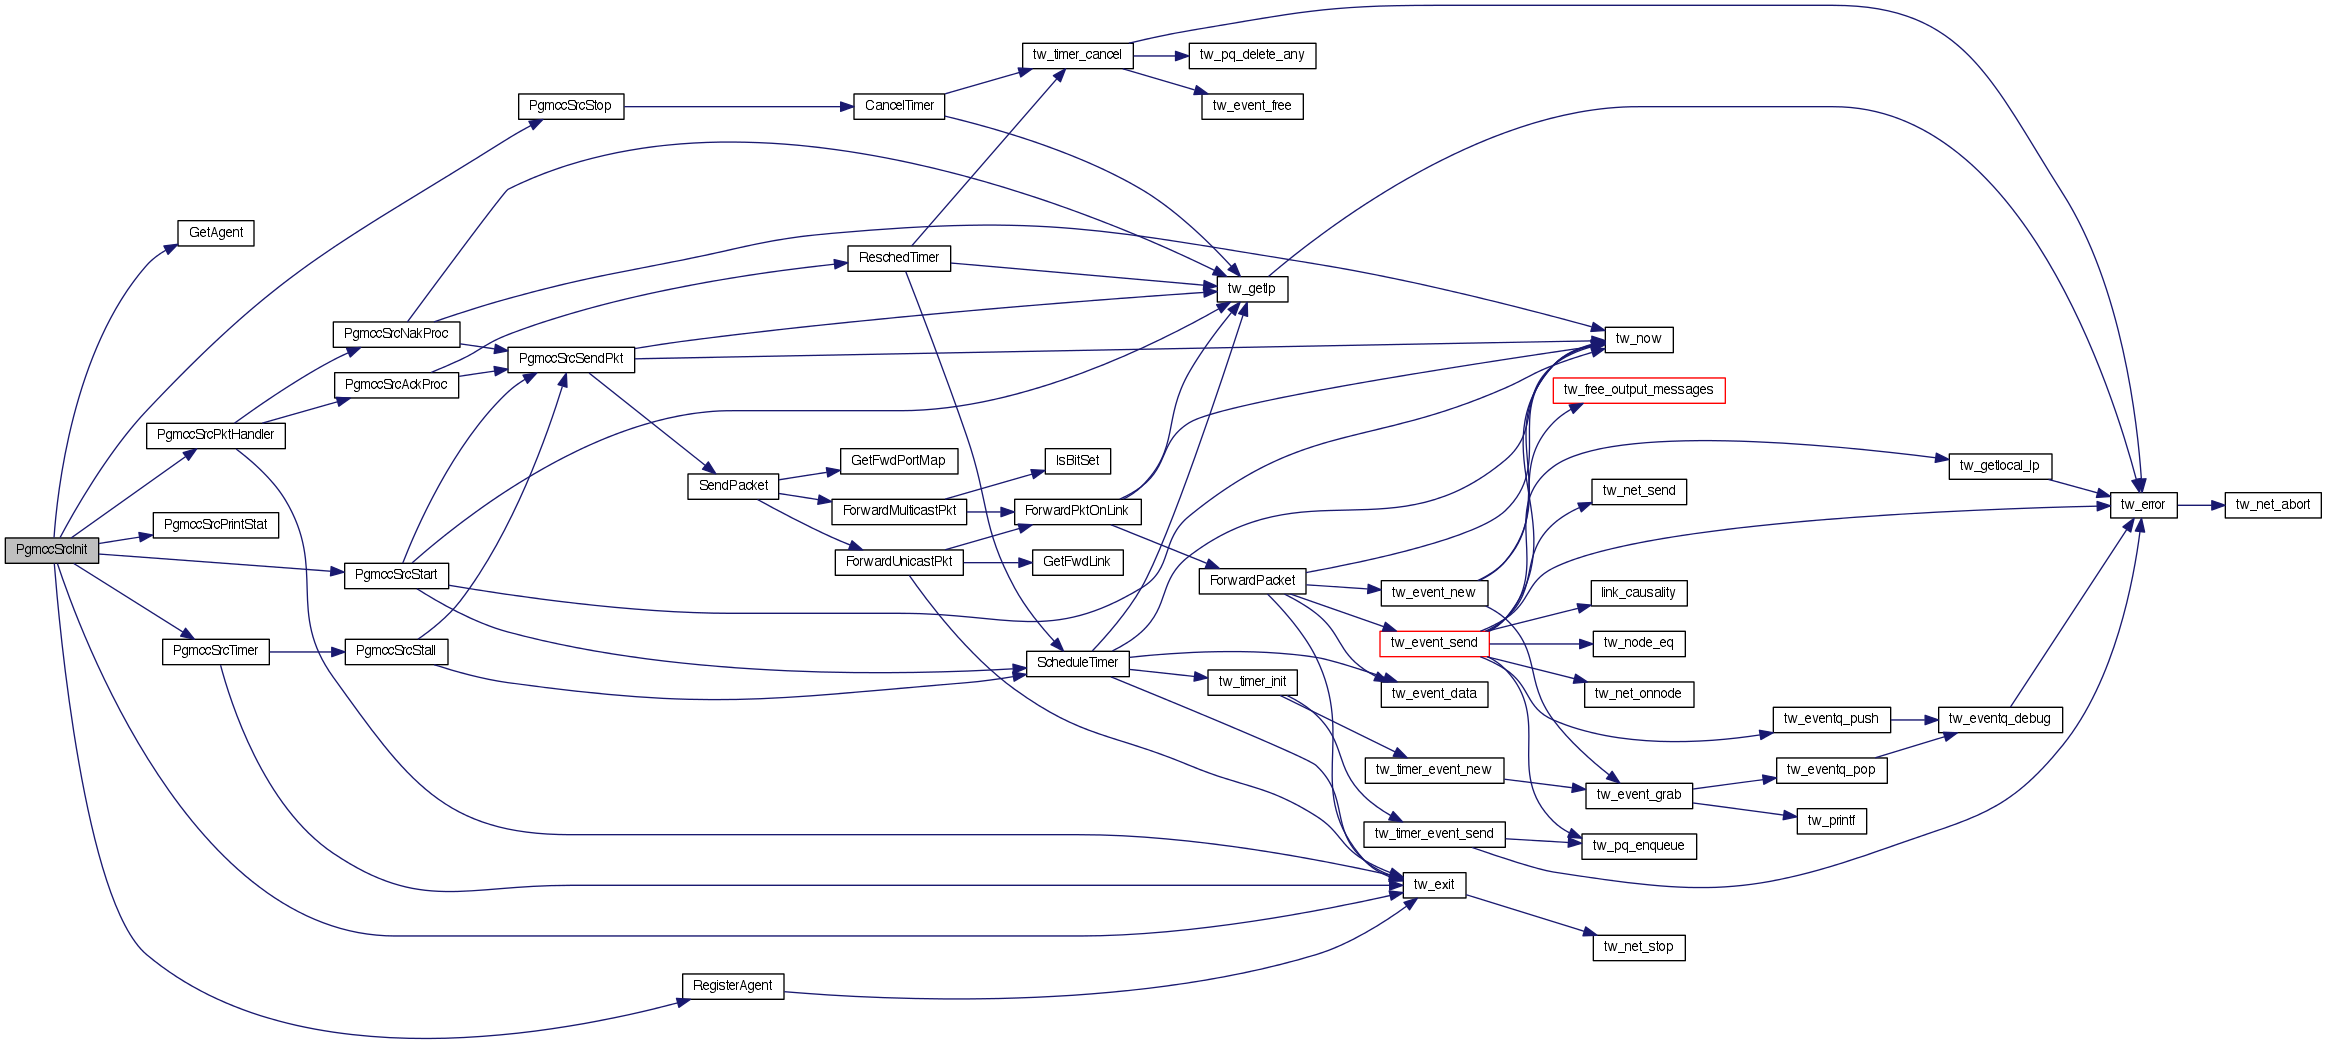 tw_timer_cancel
tw_pq_delete_any
PgmccSrcStop
CancelTimer
tw_event_free
GetAgent
ReschedTimer
tw_getlp
PgmccSrcNakProc
tw_now
PgmccSrcSendPkt
PgmccSrcAckProc
tw_free_output_messages
PgmccSrcPktHandler
GetFwdPortMap
IsBitSet
tw_getlocal_lp
SendPacket
tw_net_send
ForwardMulticastPkt
ForwardPktOnLink
tw_error
tw_net_abort
PgmccSrcPrintStat
PgmccSrcInit
ForwardUnicastPkt
GetFwdLink
PgmccSrcStart
ForwardPacket
tw_event_new
link_causality
PgmccSrcTimer
PgmccSrcStall
tw_event_send
tw_node_eq
ScheduleTimer
tw_timer_init
tw_event_data
tw_net_onnode
tw_eventq_push
tw_eventq_debug
tw_timer_event_new
tw_eventq_pop
tw_event_grab
tw_printf
tw_timer_event_send
tw_pq_enqueue
tw_exit
tw_net_stop
RegisterAgent